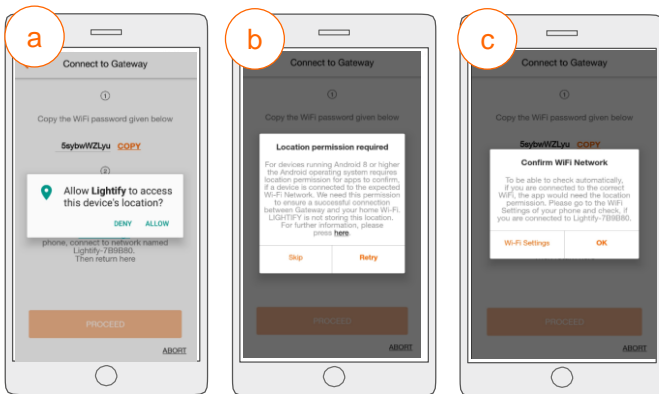 a
Connect to Gateway
1
Copy the WiFi password given below
5sybwWZLyu COPY
2
Allow Lightify to access
this device's location?
DENY ALLOW
phone, connect to network named
Lightify-7B9B80.
Then return here
PROCEED
ABORT
b
Connect to Gateway
1
Copy the WiFi password given below
Location permission required
For devices running Android 8 or higher
the Android operating system requires
location permission for apps to confirm,
if a device is connected to the expected
Wi-Fi Network. We need this permission
to ensure a successful connection
between Gateway and your home Wi-Fi.
LIGHTIFY is not storing this location.
For further information, please
press here.
Skip Retry
PROCEED
ABORT
c
Connect to Gateway
1
Copy the WiFi password given below
5sybwWZLyu COPY
Confirm WiFi Network
To be able to check automatically,
if you are connected to the correct
WiFi, the app would need the location
permission. Please go to the WiFi
Settings of your phone and check, if
you are connected to Lightify-7B9B80.
Wi-Fi Settings OK
PROCEED
ABORT